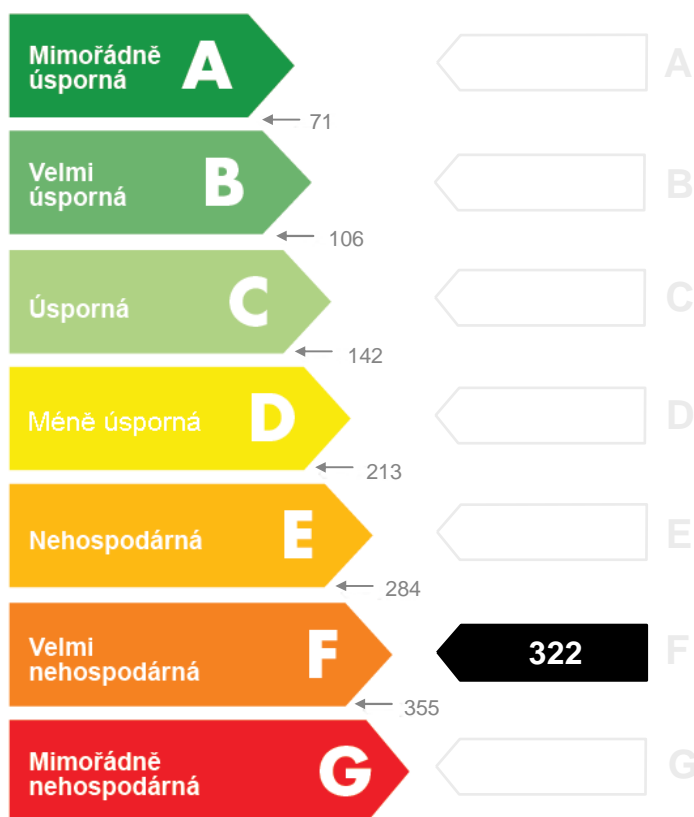 Mimořádně
úsporná
A
A
71
Velmi
úsporná
B
B
106
Úsporná
C
C
142
Méně úsporná
D
D
213
Nehospodárná
E
E
284
Velmi
nehospodárná
F
322
F
355
Mimořádně
nehospodárná
G
G